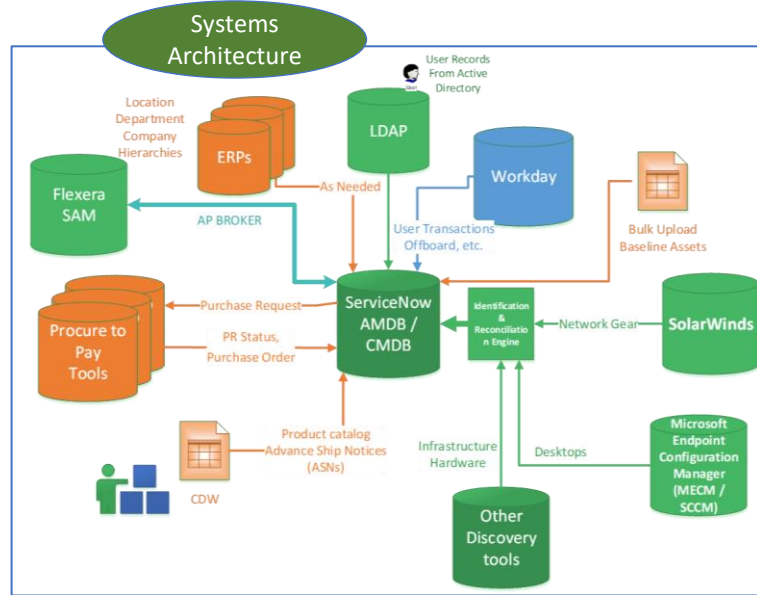 Systems
Architecture
User Records
From Active
Directory
Location
Department
Company
Hierarchies
ERPs
LDAP
Workday
As Needed
Flexera
SAM
AP BROKER
User Transactions
Offboard, etc.
Bulk Upload
Baseline Assets
Purchase Request
ServiceNow
AMDB /
CMDB
Identification
&
Reconciliatio
n Engine
Network Gear
SolarWinds
Procure to
Pay
Tools
PR Status,
Purchase Order
Product catalog
Advance Ship Notices
(ASNs)
CDW
Infrastructure
Hardware
Desktops
Microsoft
Endpoint
Configuration
Manager
(MECM /
SCCM)
Other
Discovery
tools